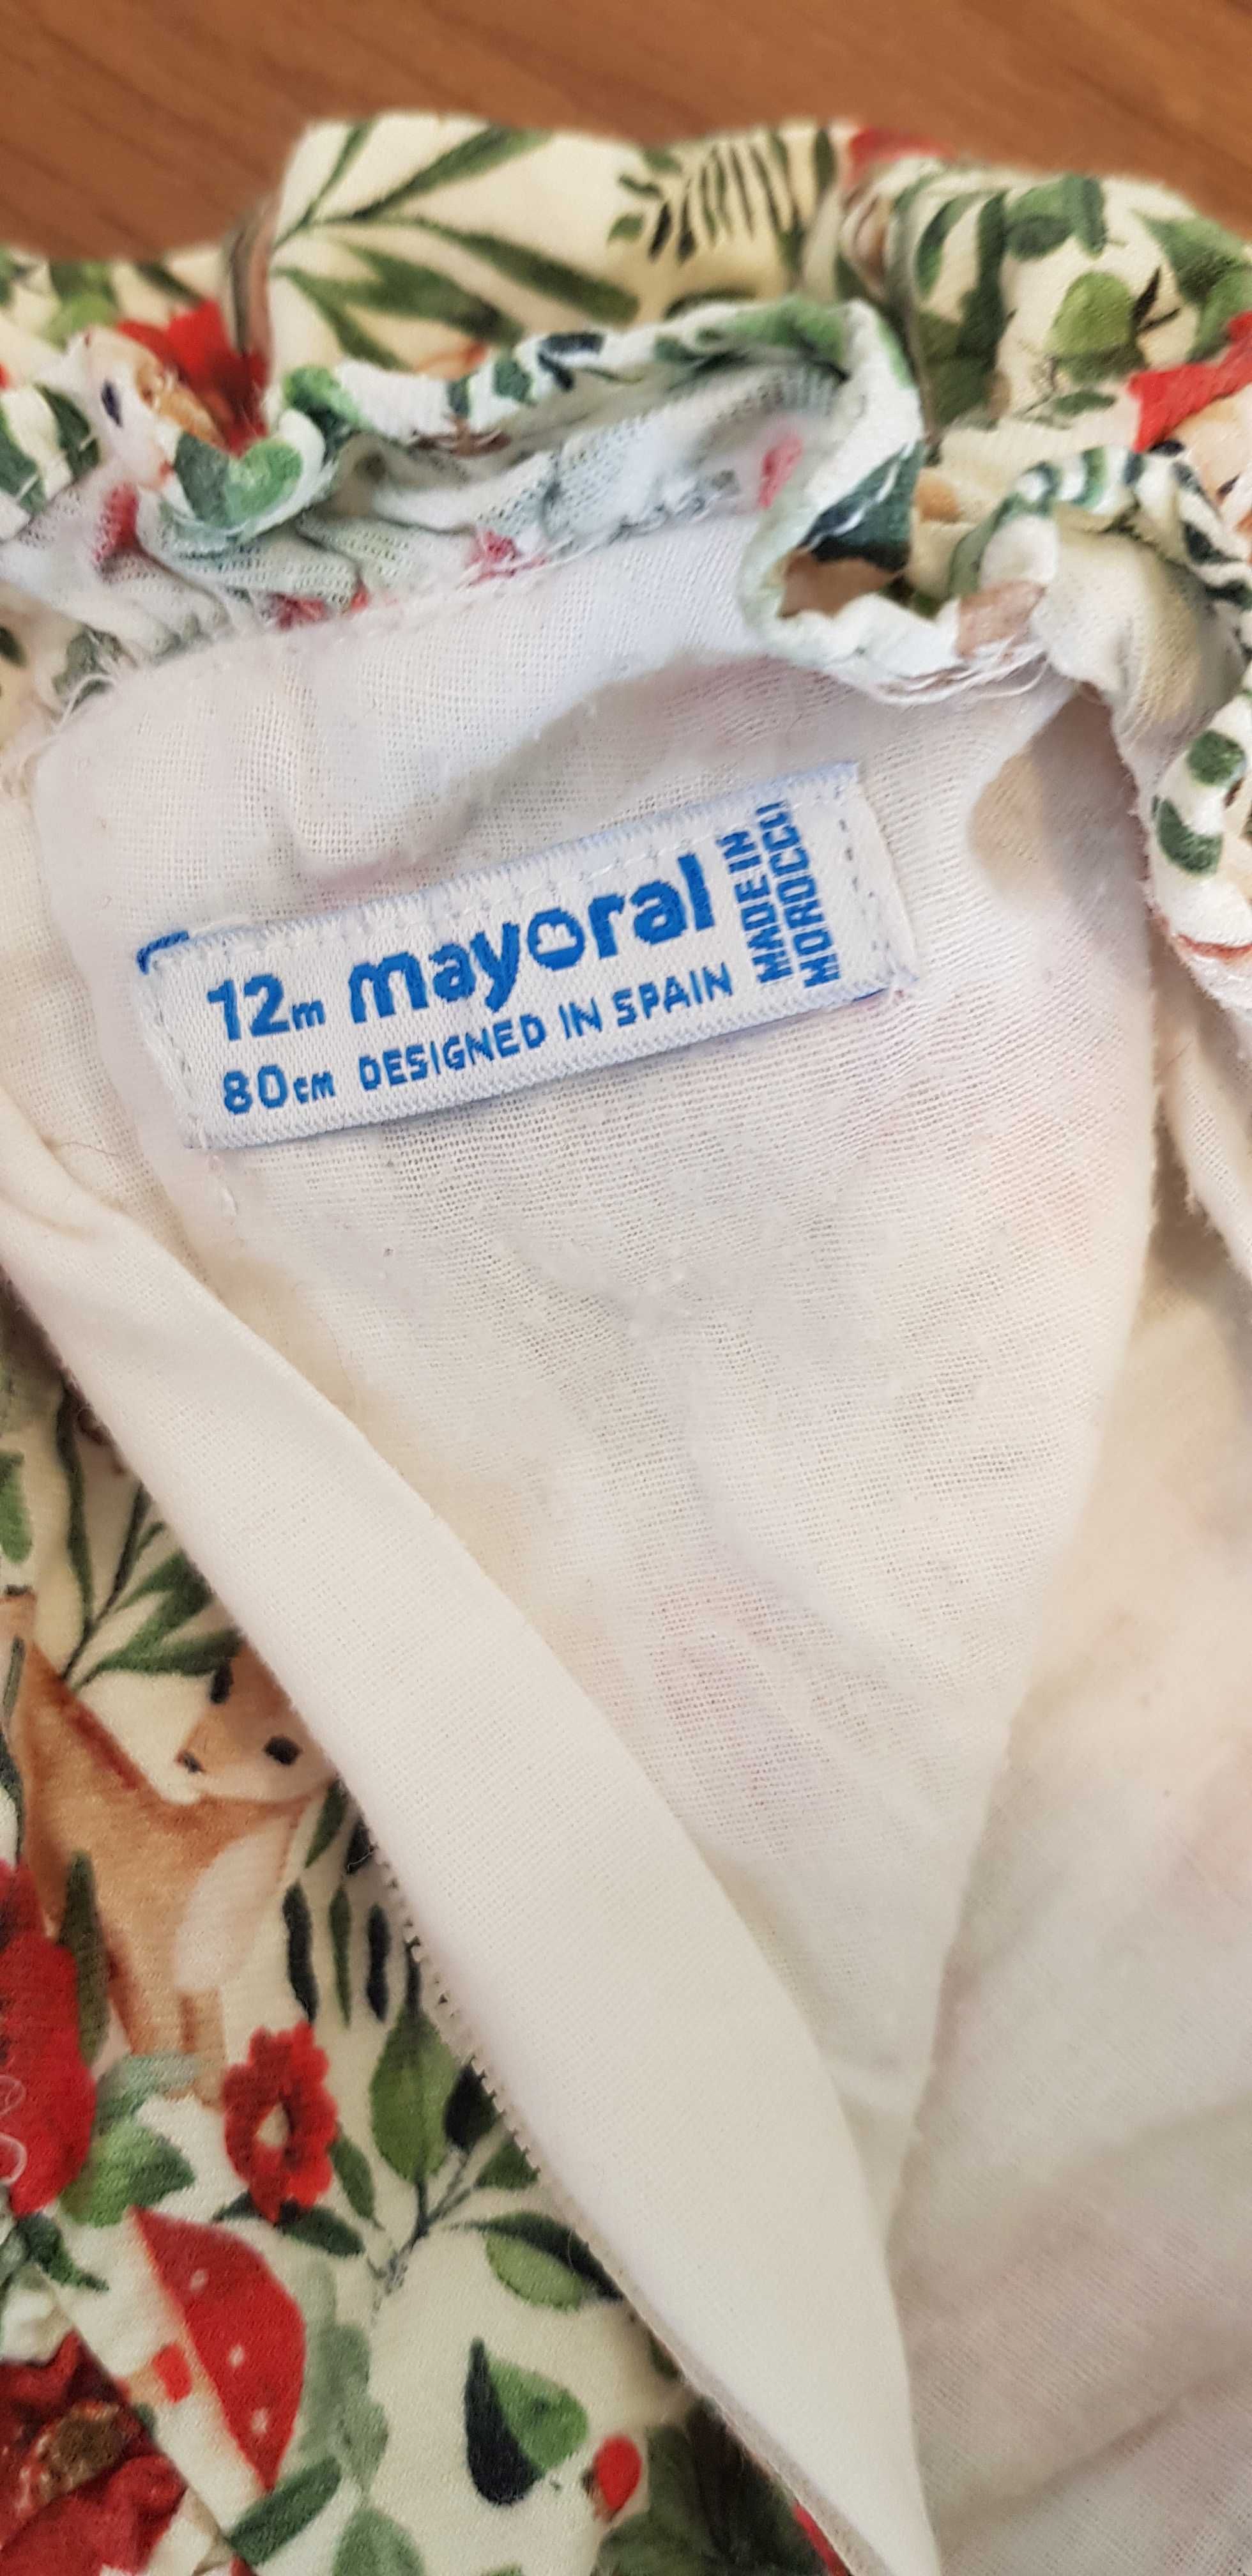 12m mayoral
80cm DESIGNED IN SPAIN
MADE IN
MOROCCO